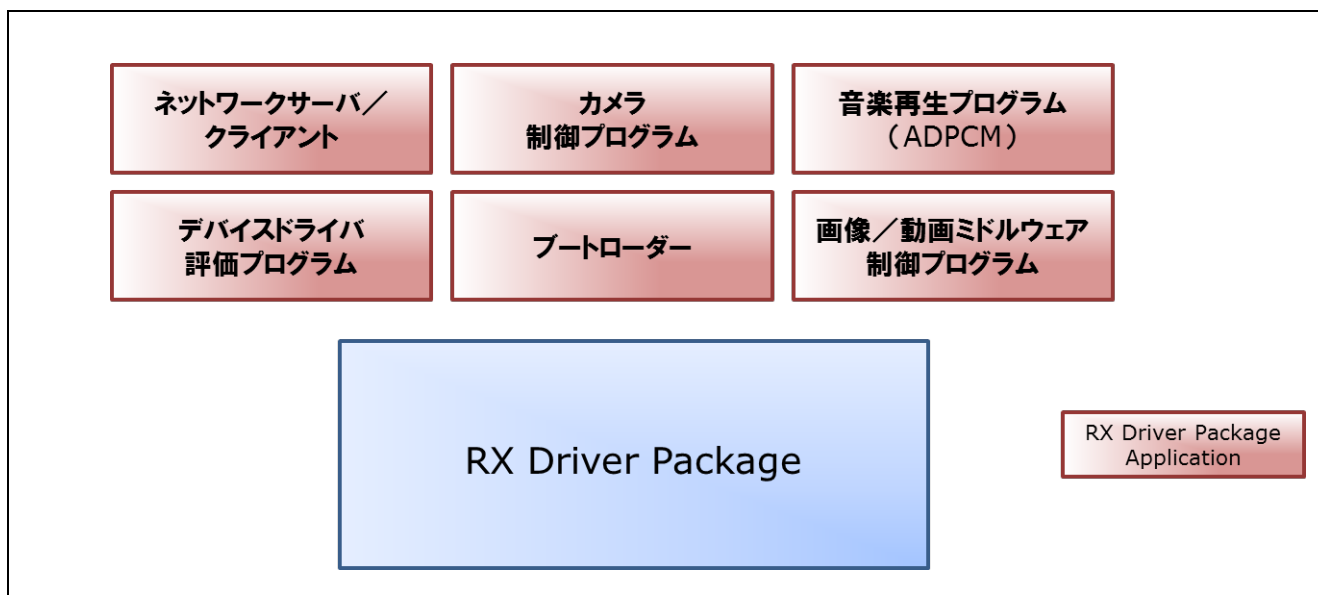 ネットワークサーバ／
クライアント
カメラ
制御プログラム
音楽再生プログラム
（ADPCM）
デバイスドライバ
評価プログラム
ブートローダー
画像／動画ミドルウェア
制御プログラム
RX Driver Package
RX Driver Package
Application